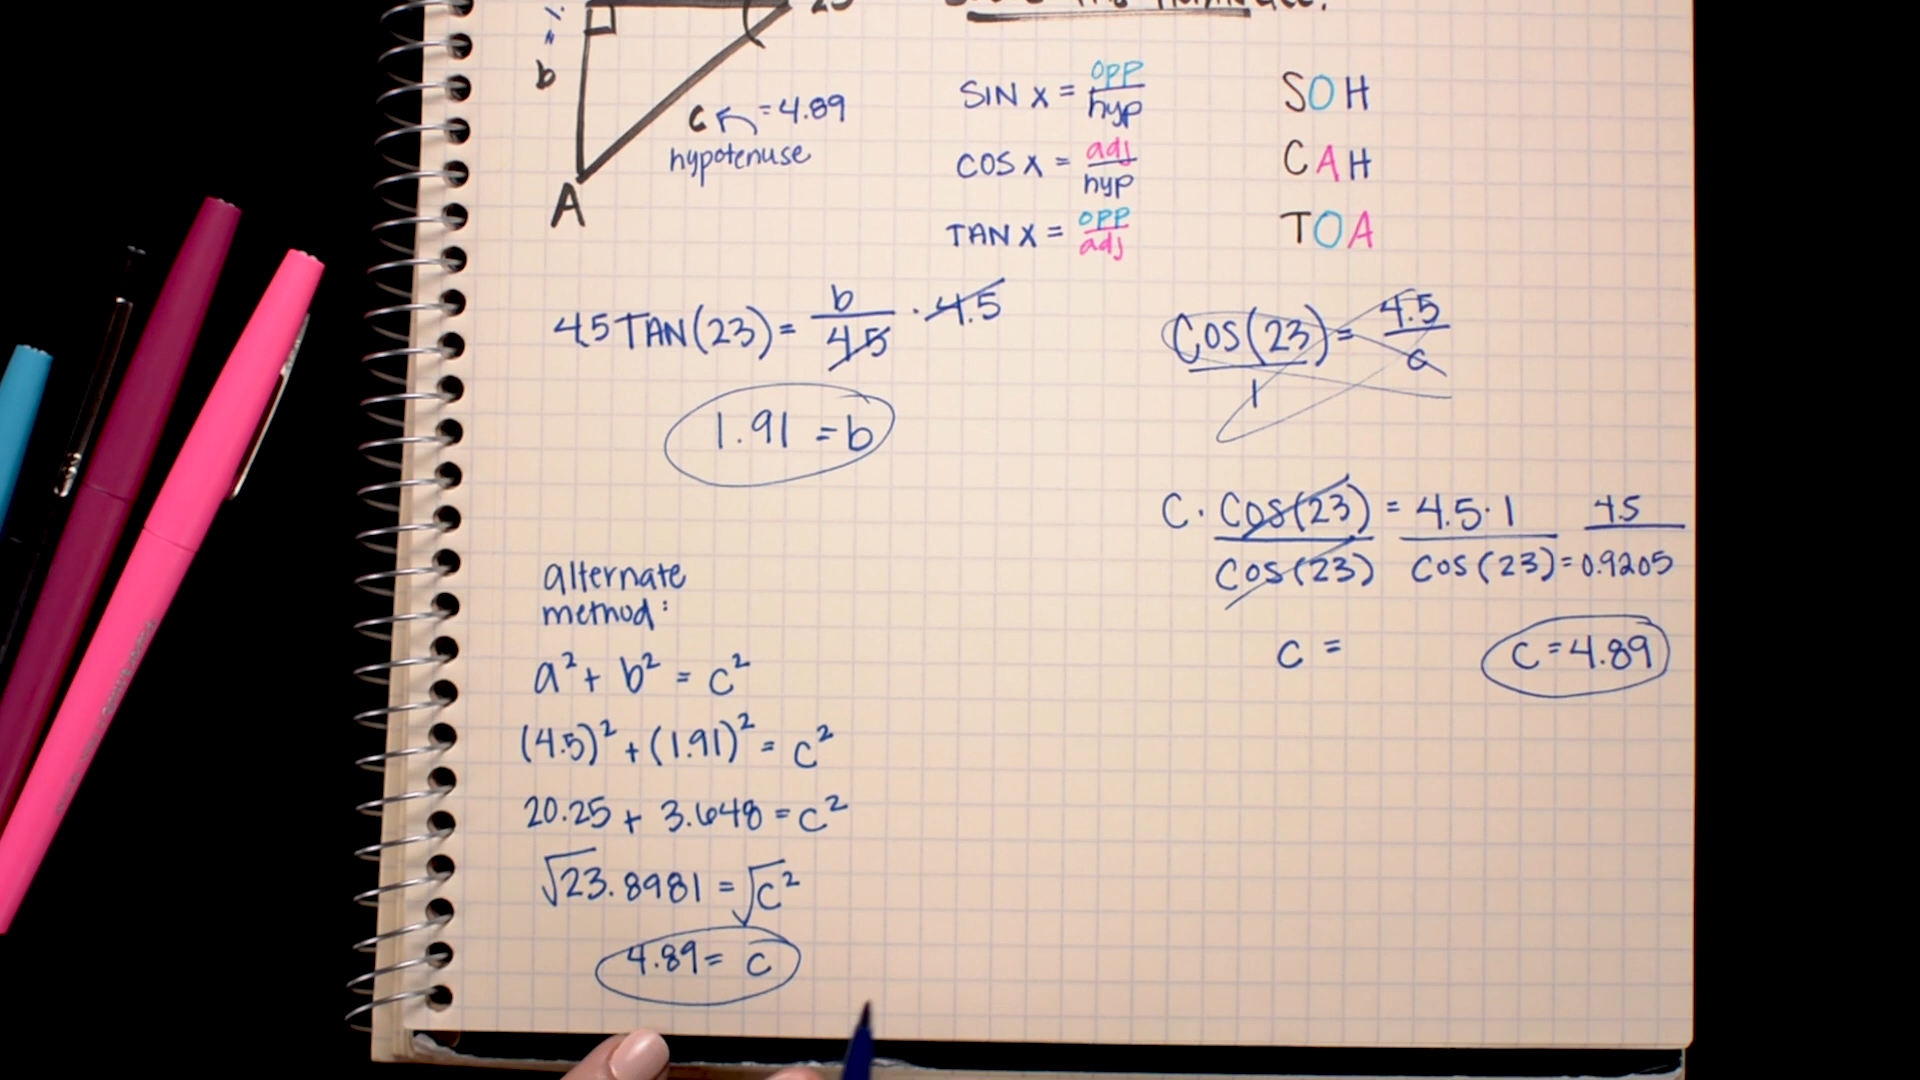 b
c = 4.89
hypotenuse
A
SIN x = opp/hyp
COS x = adj/hyp
TAN x = opp/adj
SOH
CAH
TOA
4.5 TAN(23) = b/4.5 · 4.5
1.91 = b
Cos(23)/1 = 4.5/c
C · Cos(23)/Cos(23) = 4.5·1/Cos(23) = 4.5/0.9205
c =
c = 4.89
alternate
method:
a² + b² = c²
(4.5)² + (1.91)² = c²
20.25 + 3.648 = c²
√23.8981 = √c²
4.89 = c